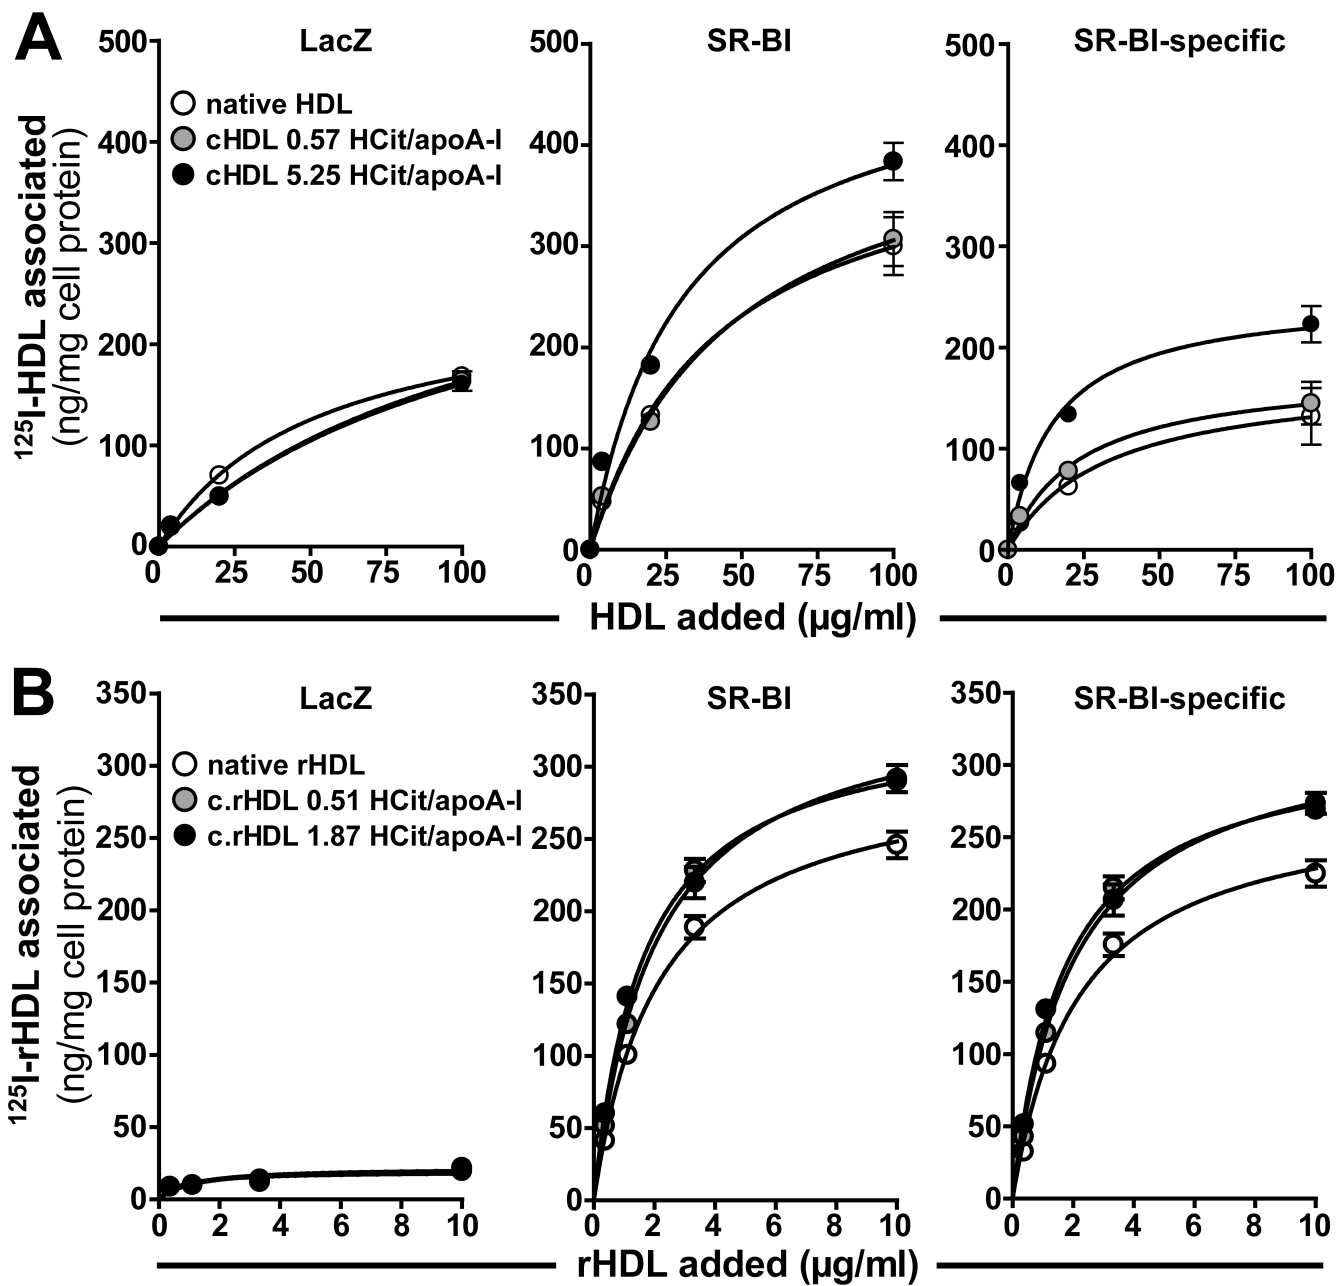 A
LacZ
SR-BI
SR-BI-specific
500
400
300
200
100
0
native HDL
cHDL 0.57 HCit/apoA-I
cHDL 5.25 HCit/apoA-I
125I-HDL associated
(ng/mg cell protein)
0 25 50 75 100
500
400
300
200
100
0
0 25 50 75 100
500
400
300
200
100
0
0 25 50 75 100
HDL added (µg/ml)
B
LacZ
SR-BI
SR-BI-specific
350
300
250
200
150
100
50
0
native rHDL
c.rHDL 0.51 HCit/apoA-I
c.rHDL 1.87 HCit/apoA-I
125I-rHDL associated
(ng/mg cell protein)
0 2 4 6 8 10
350
300
250
200
150
100
50
0
0 2 4 6 8 10
350
300
250
200
150
100
50
0
0 2 4 6 8 10
rHDL added (µg/ml)